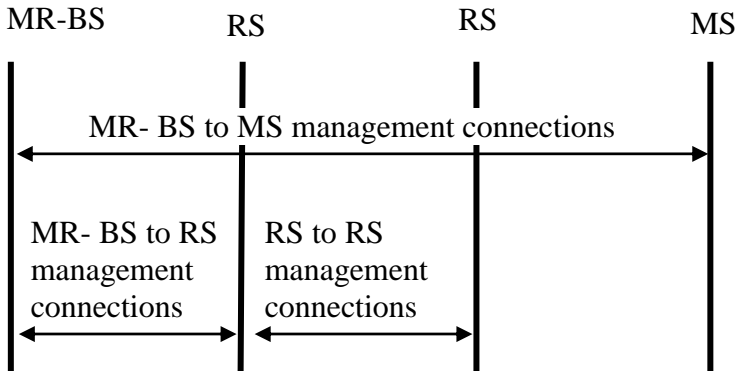 MR-BS RS RS MS
MR- BS to MS management connections
MR- BS to RS
management
connections
RS to RS
management
connections